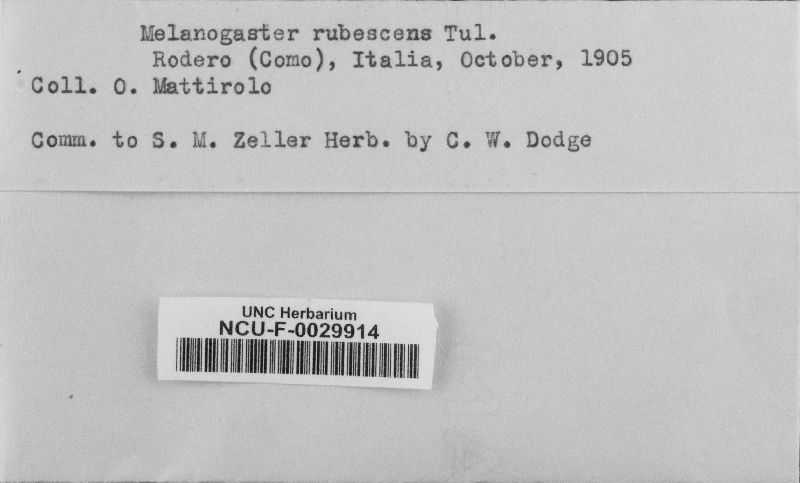 Melanogaster rubescens Tul.
Rodero (Como), Italia, October, 1905
Coll. O. Mattirolo
Comm. to S. M. Zeller Herb. by C. W. Dodge
UNC Herbarium
NCU-F-0029914